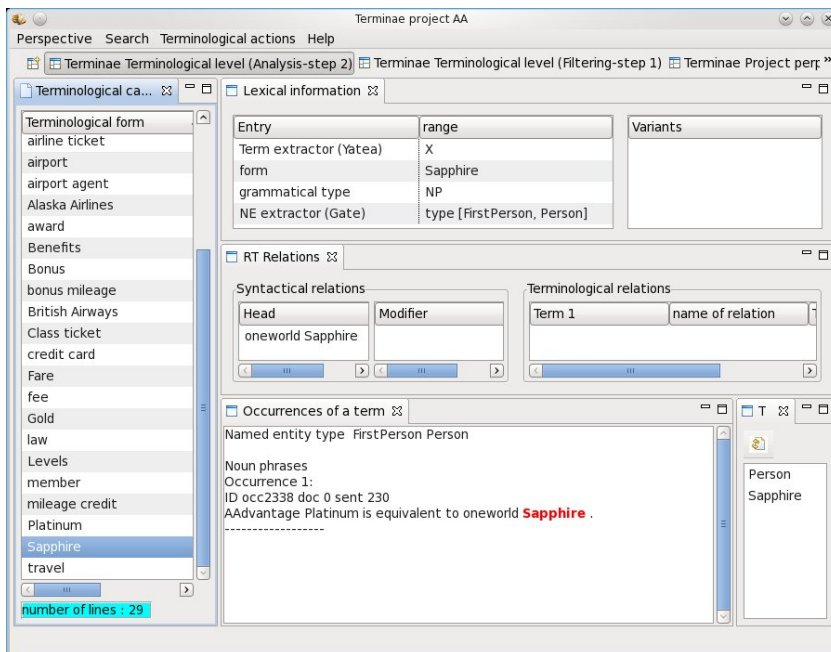 Terminae project AA
Perspective Search Terminological actions Help
Terminae Terminological level (Analysis-step 2) Terminae Terminological level (Filtering-step 1) Terminae Project perp »
Terminological ca...
Terminological form
airline ticket
airport
airport agent
Alaska Airlines
award
Benefits
Bonus
bonus mileage
British Airways
Class ticket
credit card
Fare
fee
Gold
law
Levels
member
mileage credit
Platinum
Sapphire
travel
number of lines : 29
Lexical information
Entry range
Term extractor (Yatea) X
form Sapphire
grammatical type NP
NE extractor (Gate) type [FirstPerson, Person]
Variants
RT Relations
Syntactical relations
Head Modifier
oneworld Sapphire
Terminological relations
Term 1 name of relation T
Occurrences of a term
Named entity type FirstPerson Person
Noun phrases
Occurrence 1:
ID occ2338 doc 0 sent 230
AAdvantage Platinum is equivalent to oneworld Sapphire .
------------------
T
Person
Sapphire